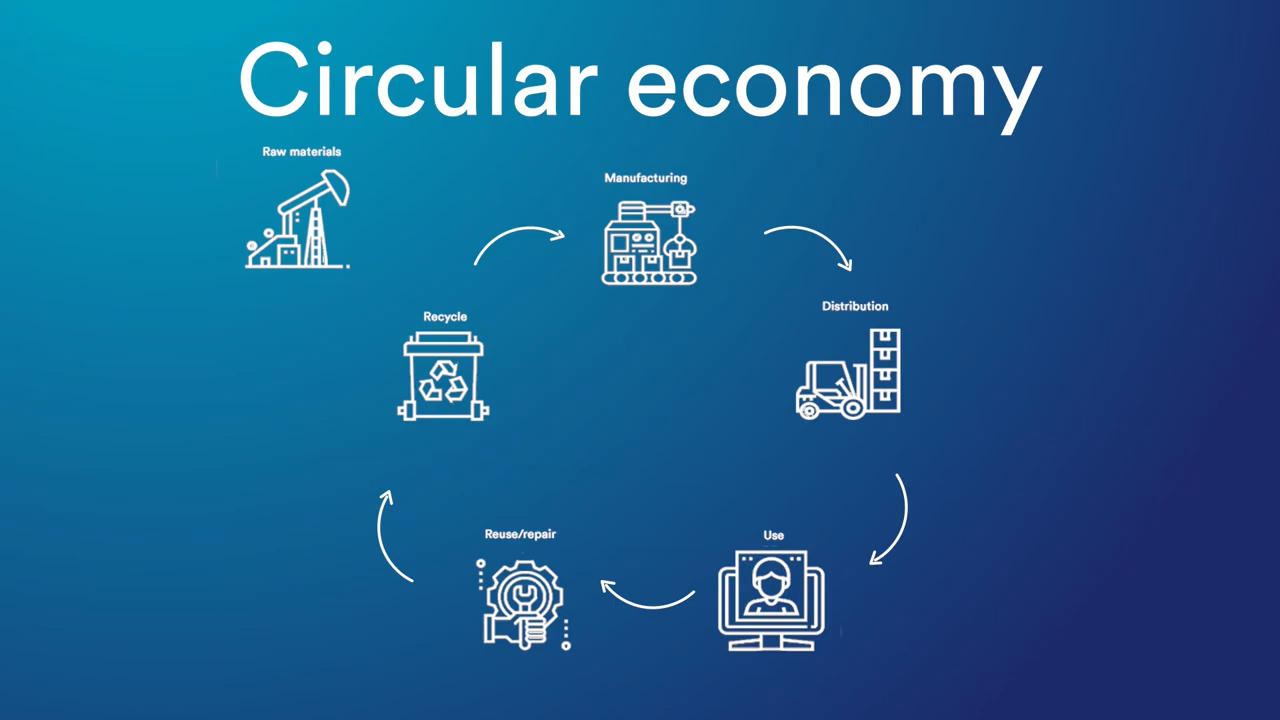 Circular economy
Raw materials
Manufacturing
Distribution
Recycle
Reuse/repair
Use